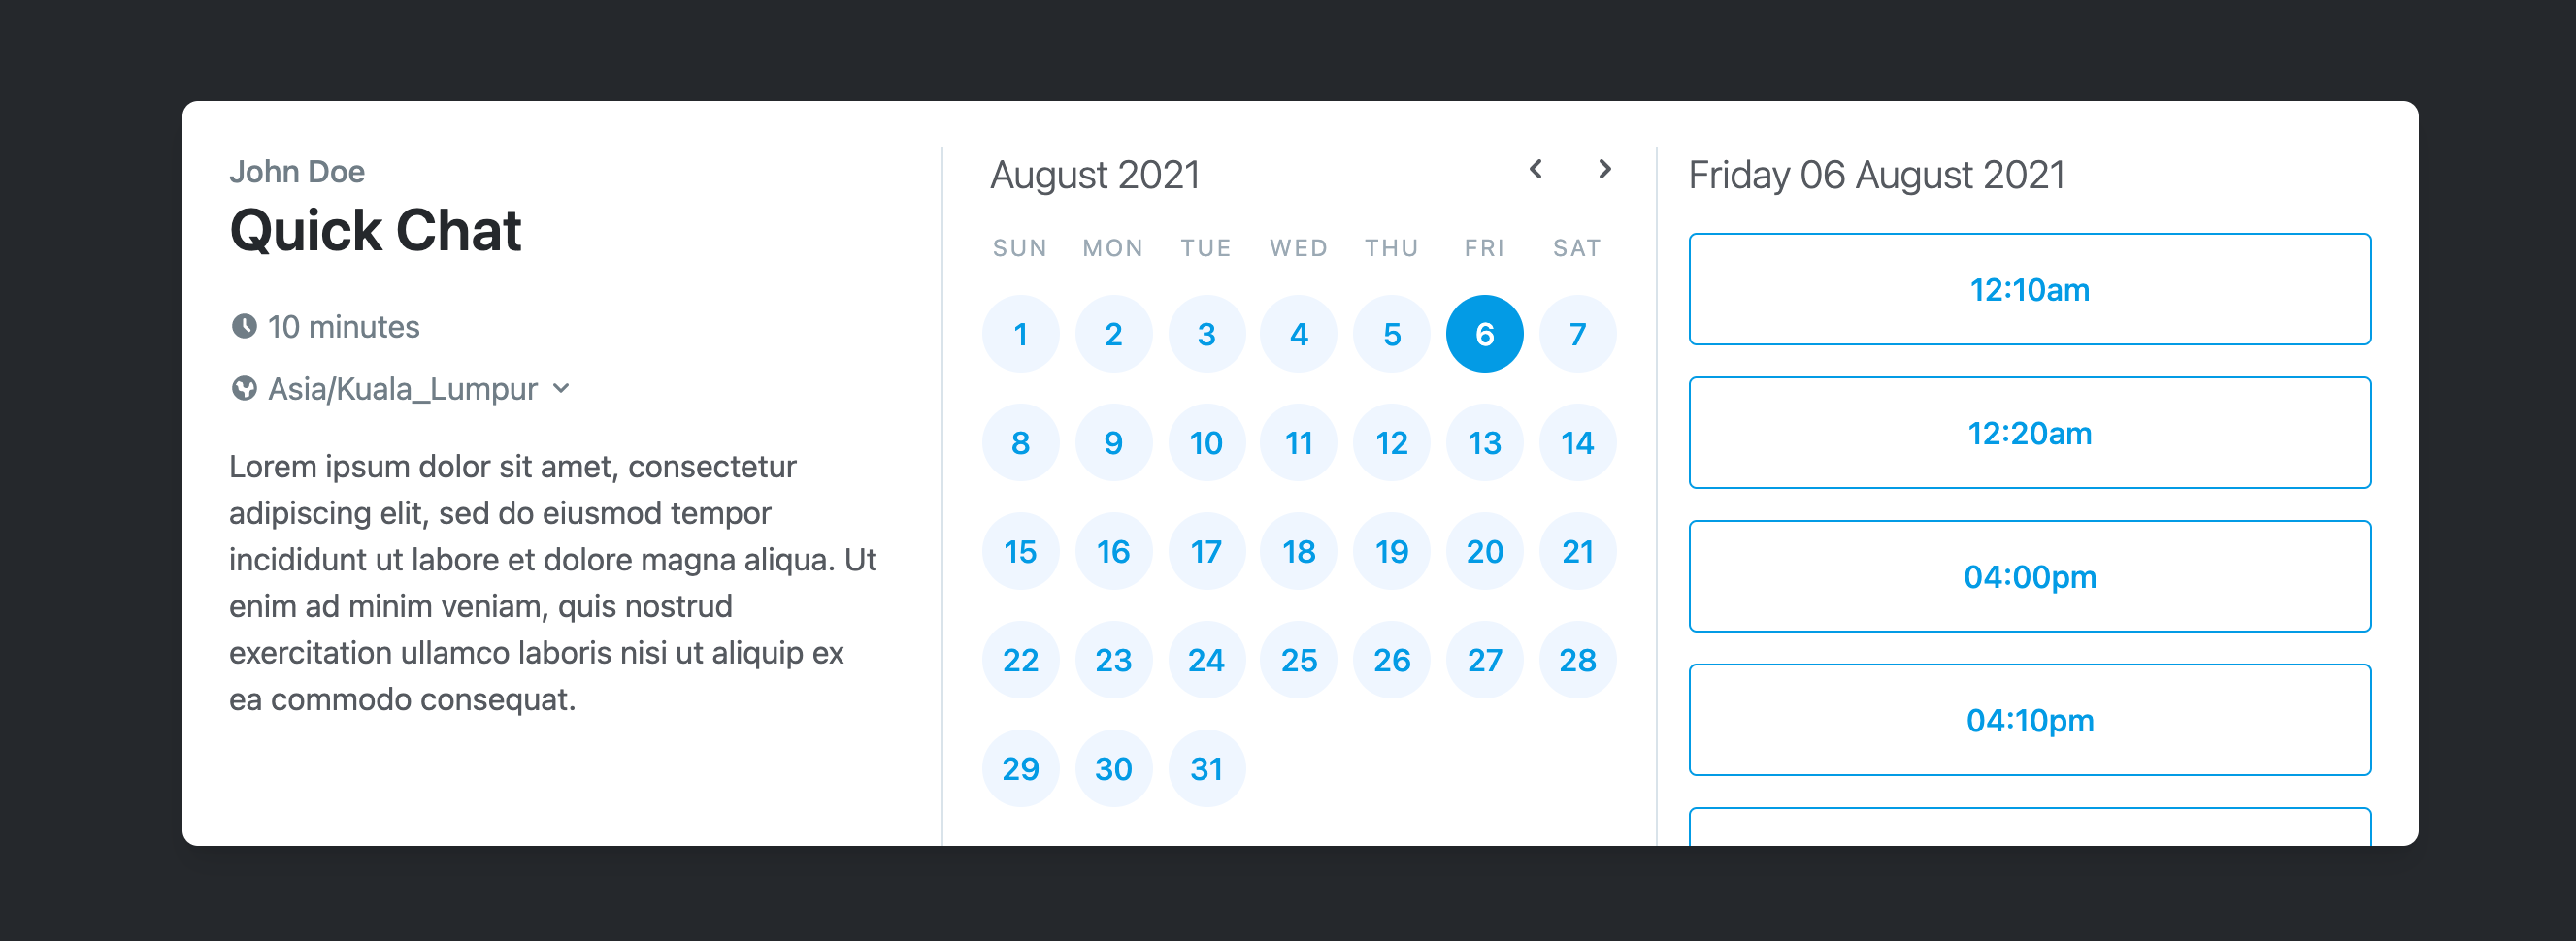 John Doe
Quick Chat
10 minutes
Asia/Kuala_Lumpur
Lorem ipsum dolor sit amet, consectetur
adipiscing elit, sed do eiusmod tempor
incididunt ut labore et dolore magna aliqua. Ut
enim ad minim veniam, quis nostrud
exercitation ullamco laboris nisi ut aliquip ex
ea commodo consequat.
August 2021
SUN MON TUE WED THU FRI SAT
1 2 3 4 5 6 7
8 9 10 11 12 13 14
15 16 17 18 19 20 21
22 23 24 25 26 27 28
29 30 31
Friday 06 August 2021
12:10am
12:20am
04:00pm
04:10pm